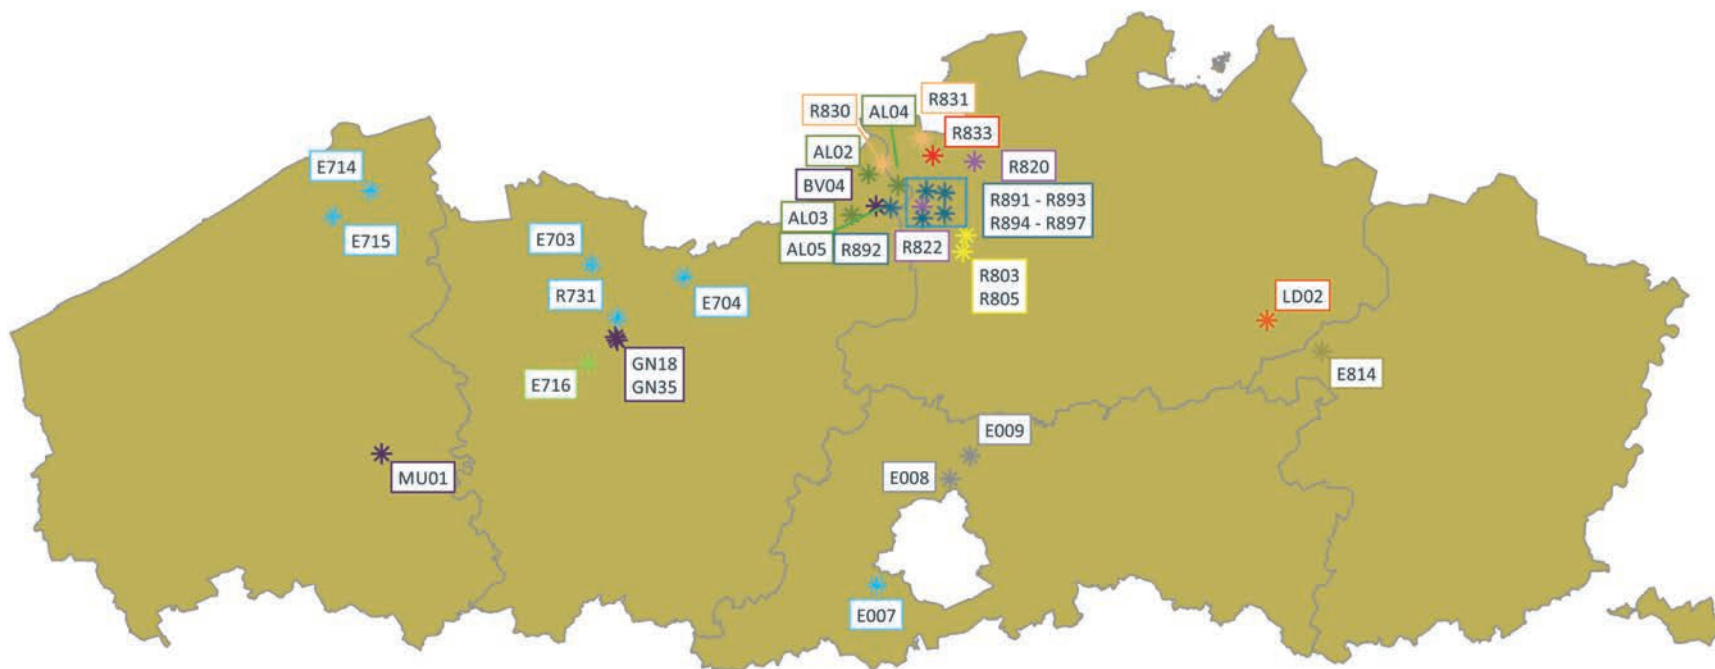 R830
AL04
R831
R833
AL02
E714
R820
BV04
R891 - R893
R894 - R897
AL03
E715
E703
AL05
R892
R822
R803
R805
R731
E704
LD02
GN18
GN35
E716
E814
E009
MU01
E008
E007